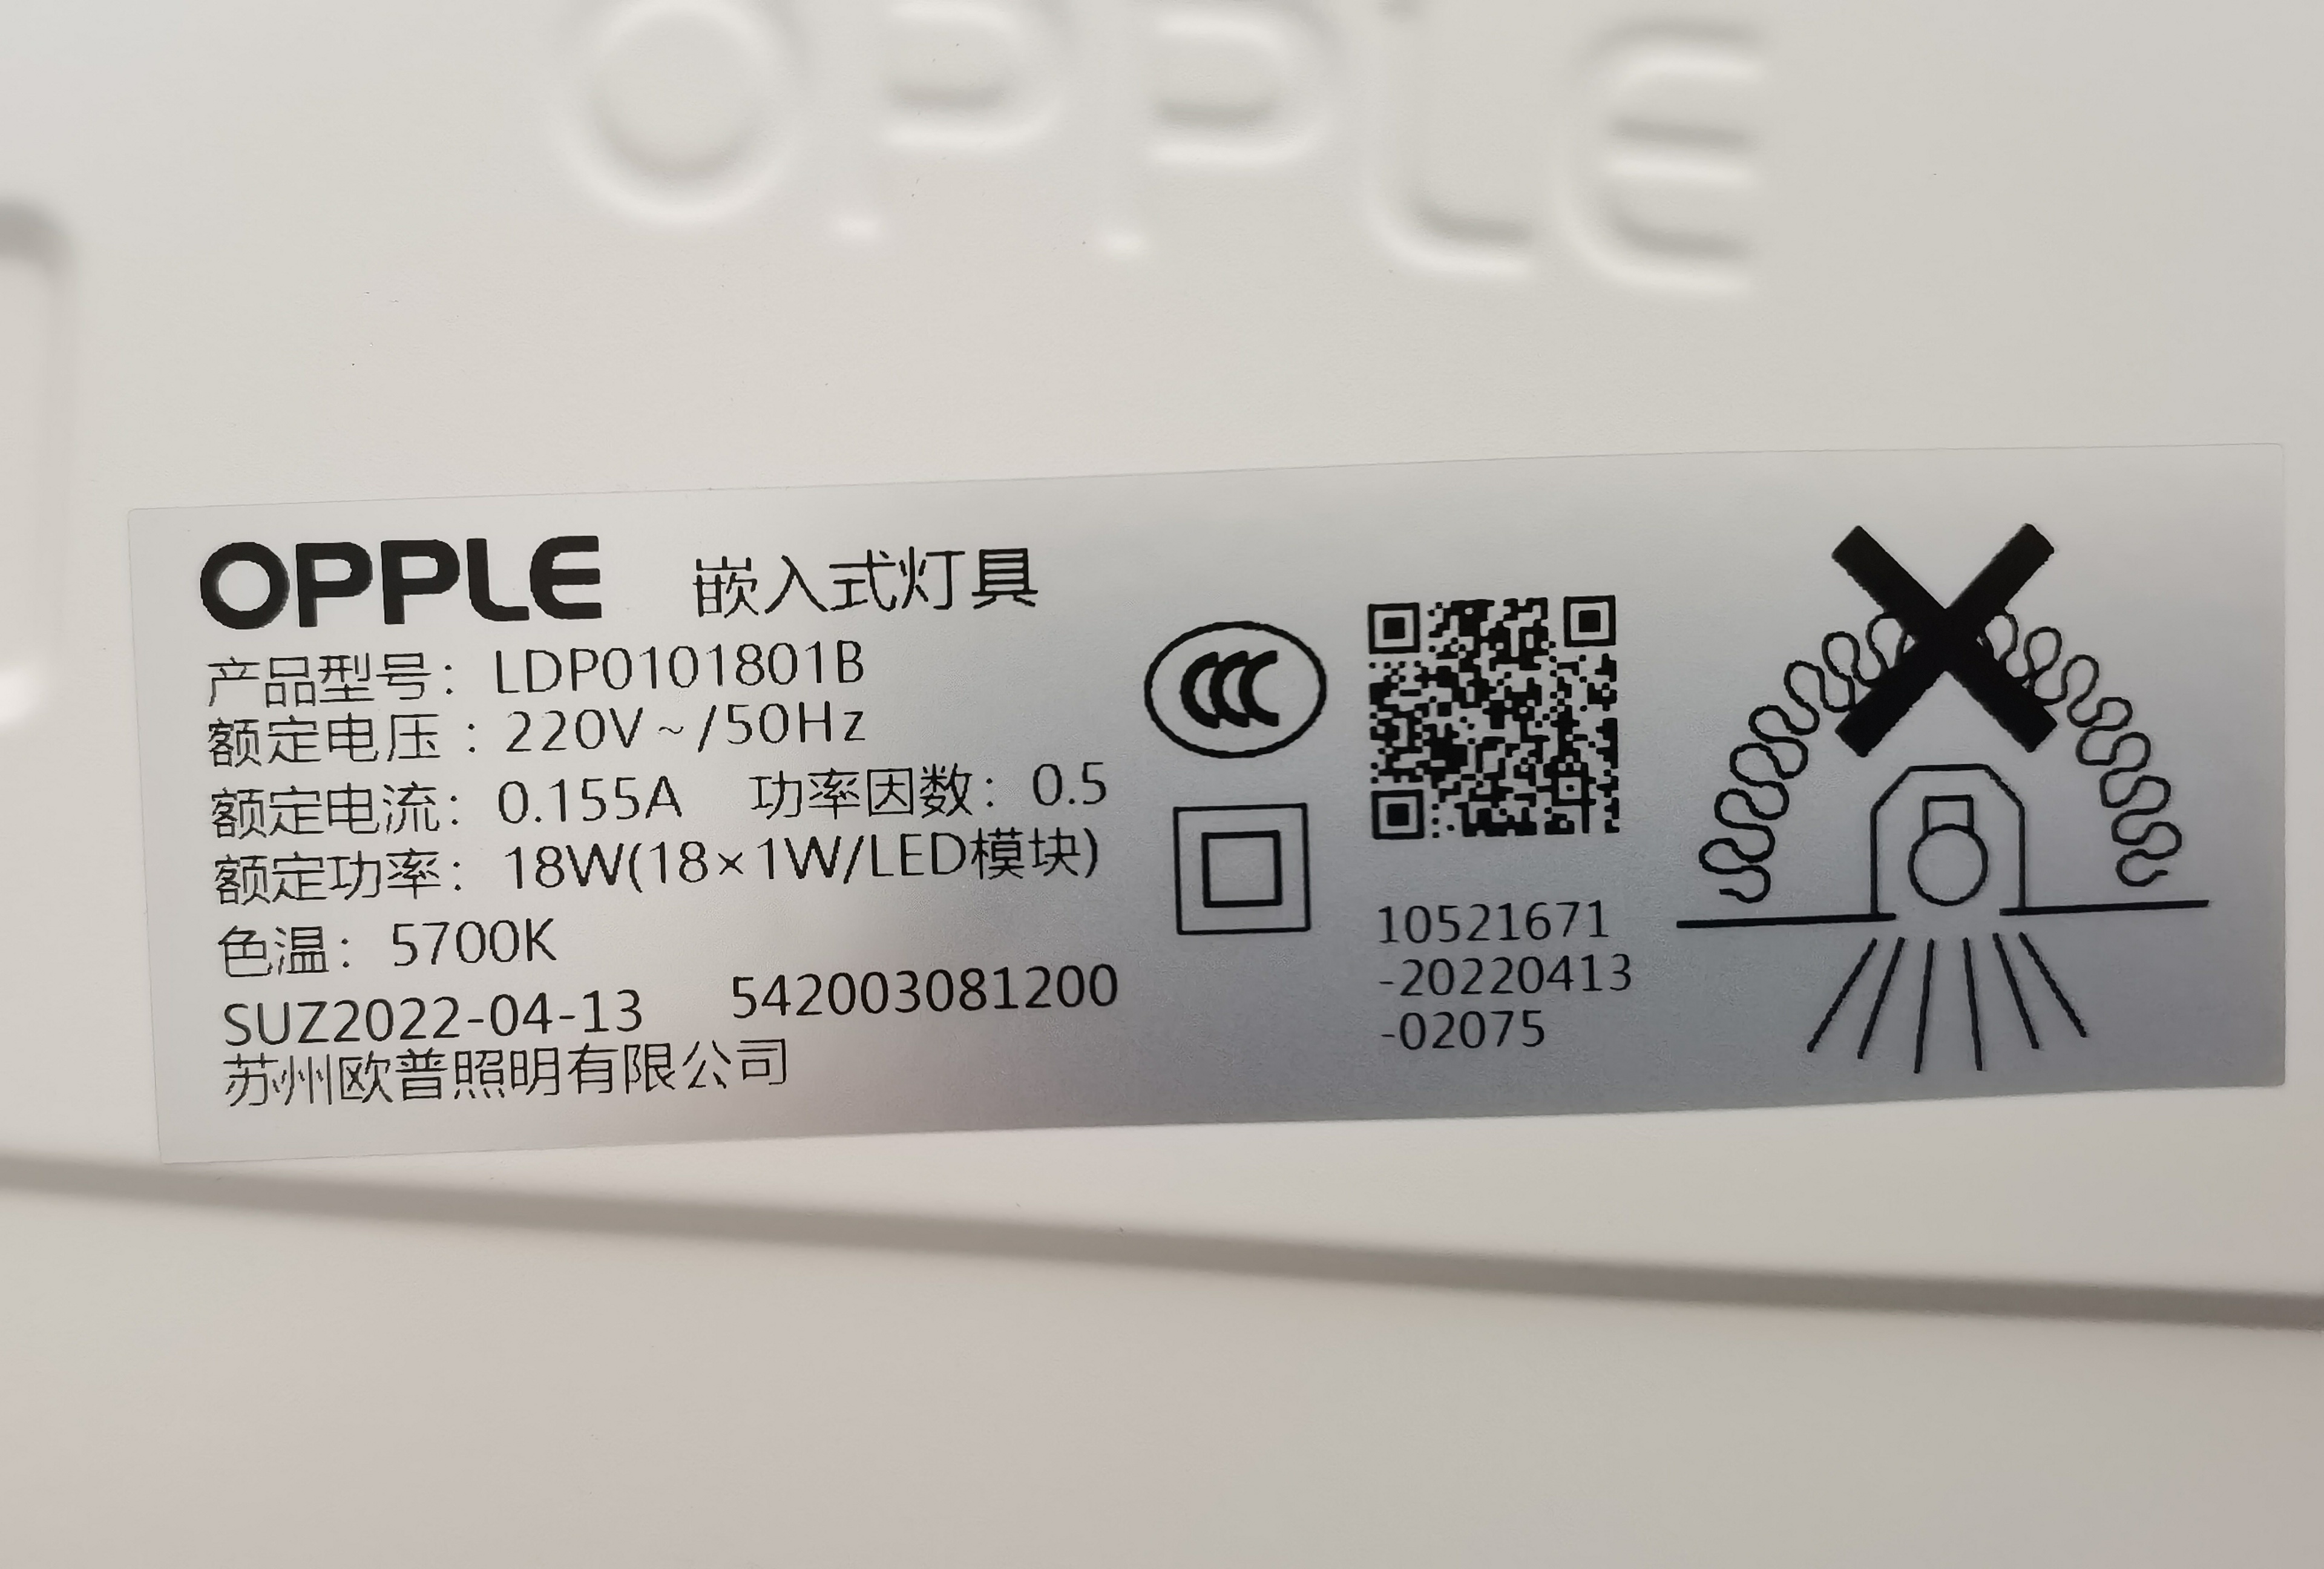 OPPLE
OPPLE 嵌入式灯具
产品型号：LDP0101801B
额定电压：220V～/50Hz
额定电流：0.155A 功率因数：0.5
额定功率：18W(18×1W/LED模块)
色温：5700K
SUZ2022-04-13 542003081200
苏州欧普照明有限公司
CCC
10521671
-20220413
-02075